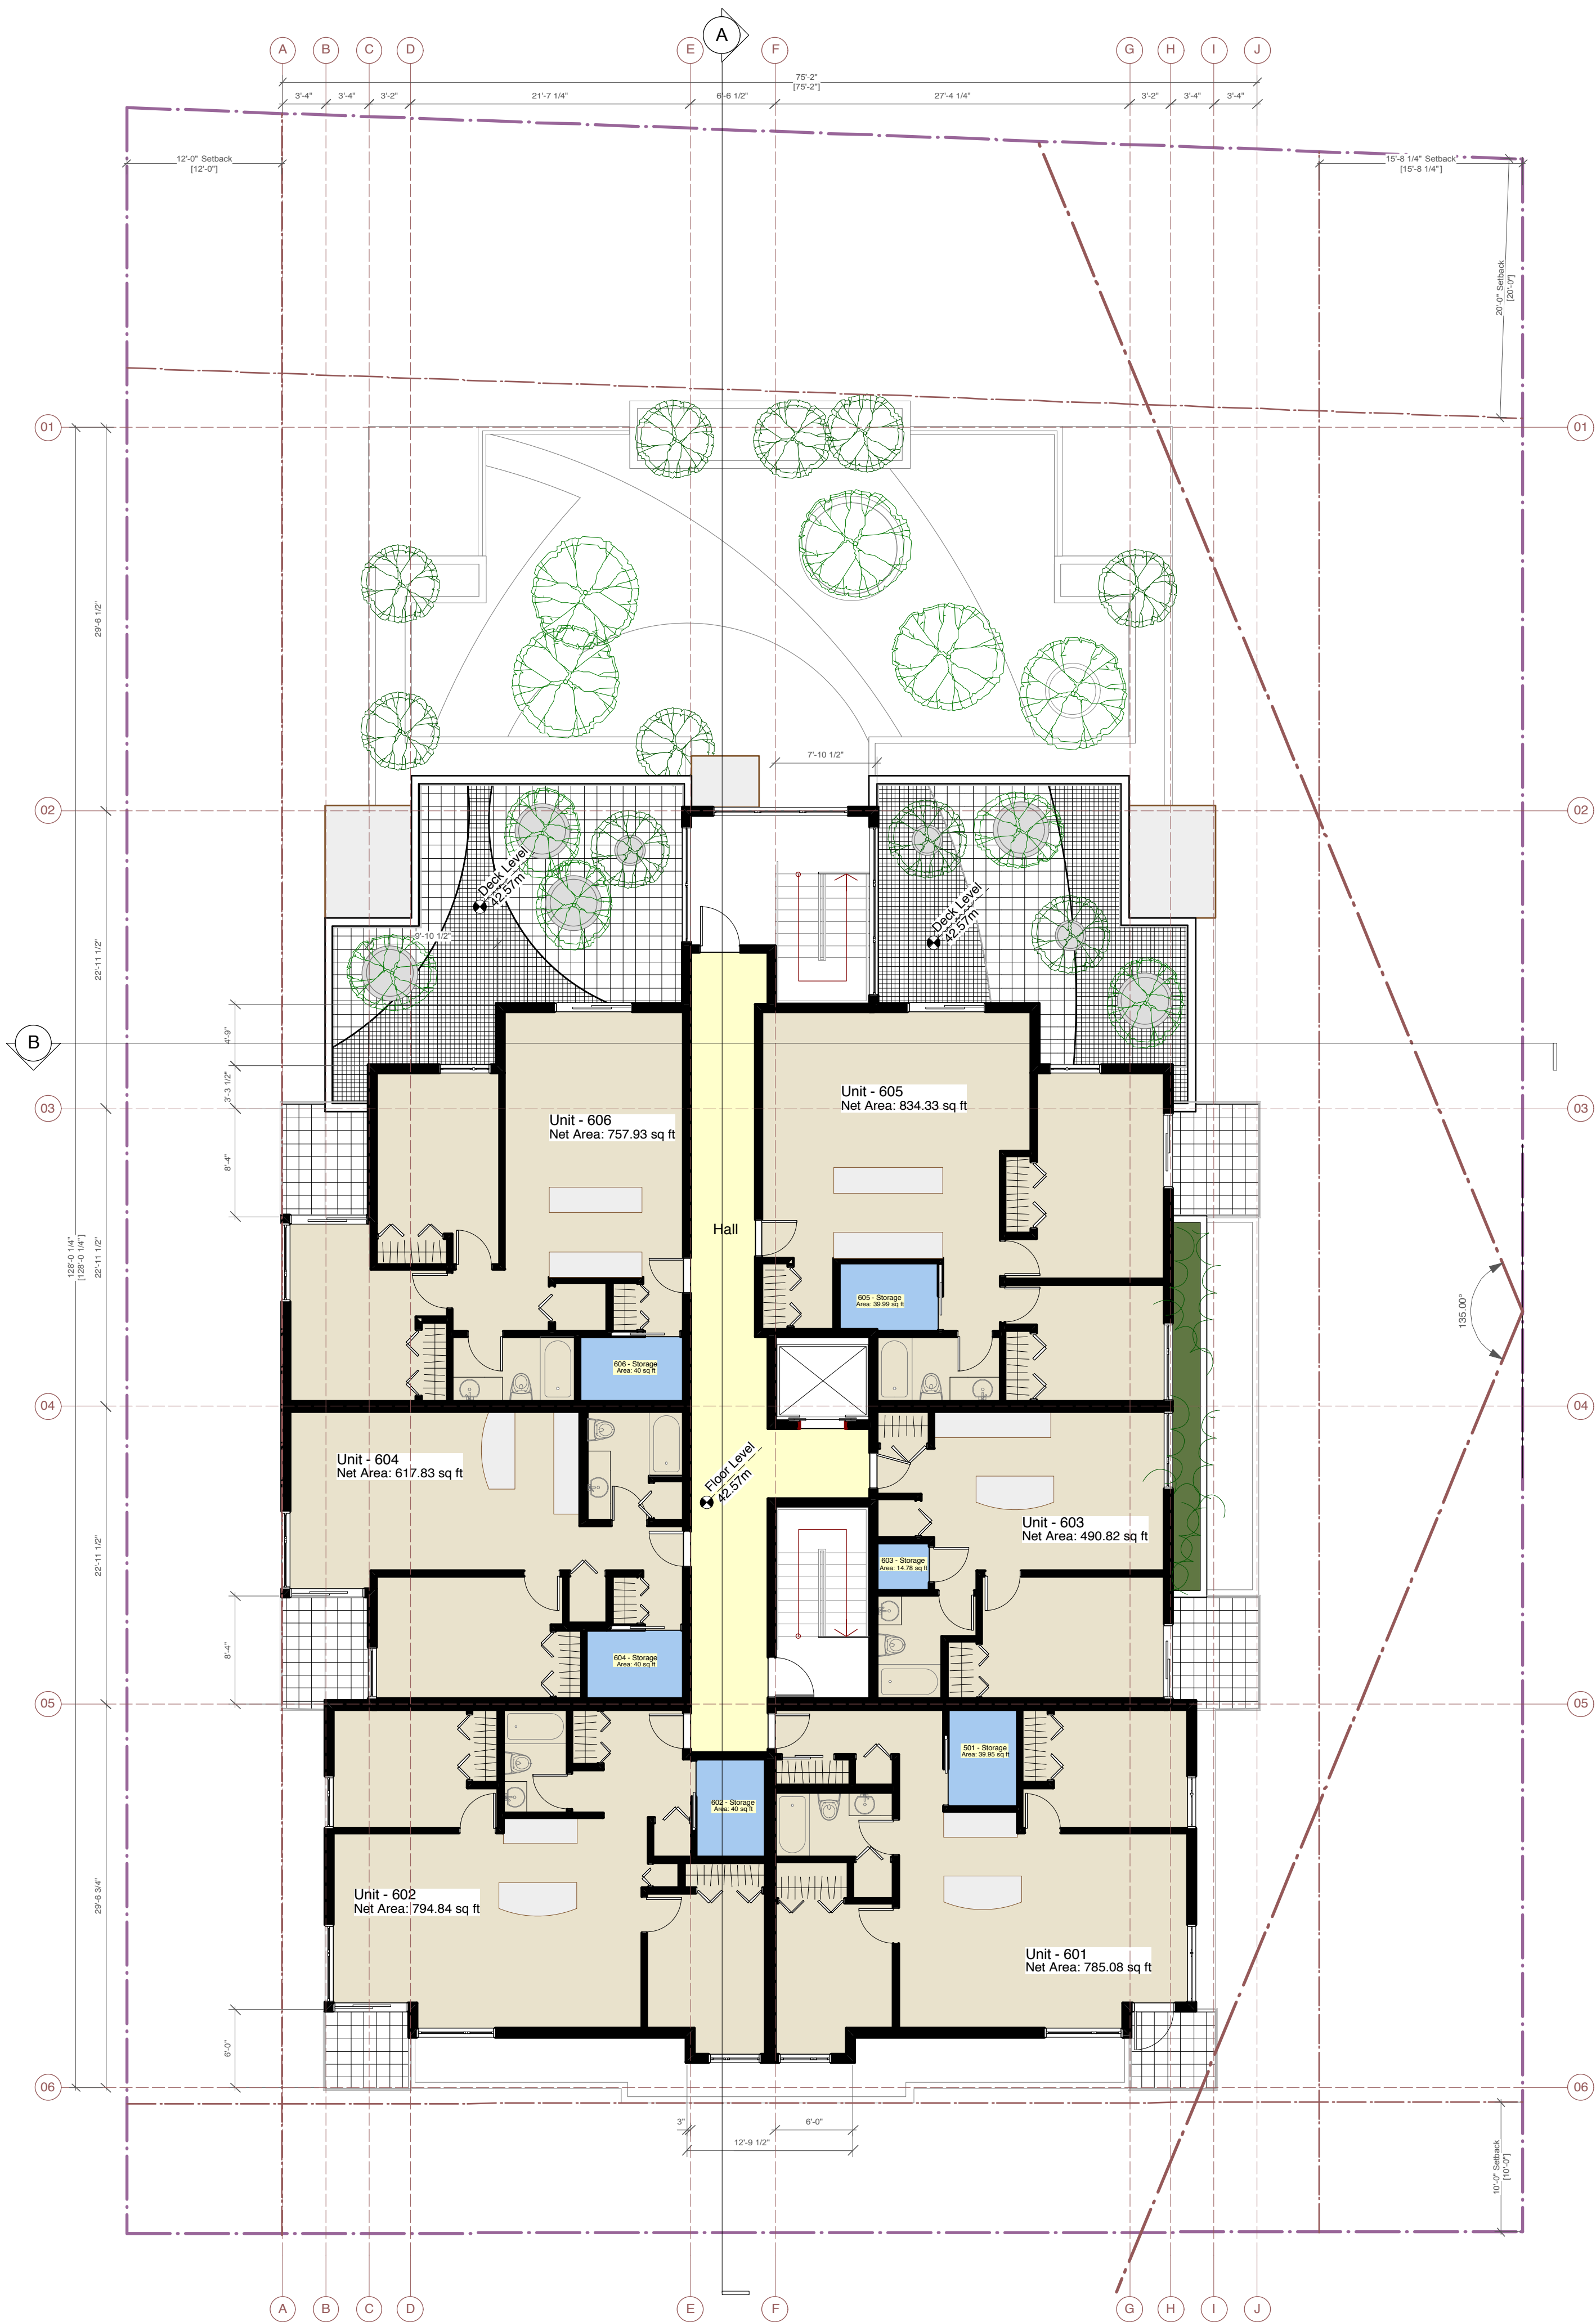 A
A
B
C
D
E
F
G
H
I
J
75'-2"
[75'-2"]
3'-4"
3'-4"
3'-2"
21'-7 1/4"
6'-6 1/2"
27'-4 1/4"
3'-2"
3'-4"
3'-4"
12'-0" Setback
[12'-0"]
15'-8 1/4" Setback
[15'-8 1/4"]
20'-0" Setback
[20'-0"]
01
01
29'-6 1/2"
7'-10 1/2"
02
02
Deck Level
42.57m
Deck Level
42.57m
9'-10 1/2"
22'-11 1/2"
4'-9"
B
3'-3 1/2"
03
03
Unit - 605
Net Area: 834.33 sq ft
Unit - 606
Net Area: 757.93 sq ft
8'-4"
Hall
128'-0 1/4"
[128'-0 1/4"]
22'-11 1/2"
605 - Storage
Area: 39.99 sq ft
135.00°
606 - Storage
Area: 40 sq ft
04
04
Unit - 604
Net Area: 617.83 sq ft
Floor Level
42.57m
Unit - 603
Net Area: 490.82 sq ft
22'-11 1/2"
603 - Storage
Area: 14.78 sq ft
8'-4"
604 - Storage
Area: 40 sq ft
05
05
501 - Storage
Area: 39.95 sq ft
602 - Storage
Area: 40 sq ft
29'-6 3/4"
Unit - 602
Net Area: 794.84 sq ft
Unit - 601
Net Area: 785.08 sq ft
6'-0"
06
06
3"
6'-0"
12'-9 1/2"
10'-0" Setback
[10'-0"]
A
B
C
D
E
F
G
H
I
J